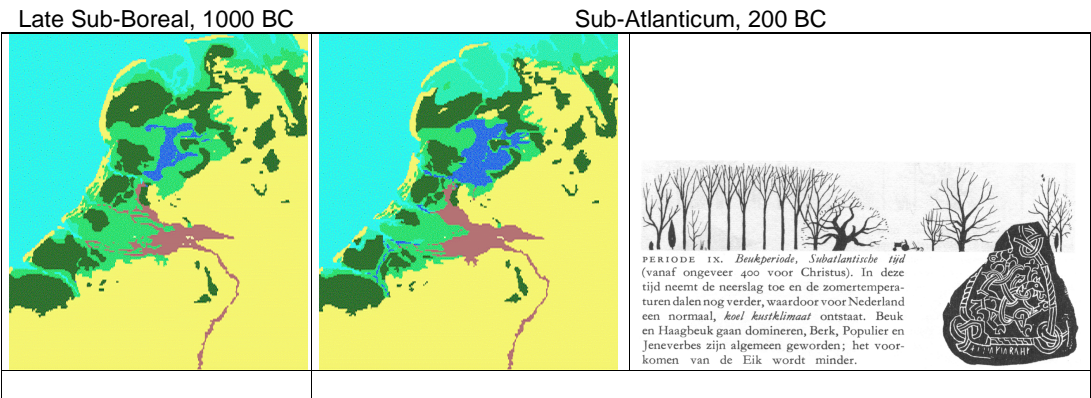 Late Sub-Boreal, 1000 BC
Sub-Atlanticum, 200 BC
PERIODE IX. Beukperiode, Subatlantische tijd
(vanaf ongeveer 400 voor Christus). In deze
tijd neemt de neerslag toe en de zomertempera-
turen dalen nog verder, waardoor voor Nederland
een normaal, koel kustklimaat ontstaat. Beuk
en Haagbeuk gaan domineren, Berk, Populier en
Jeneverbes zijn algemeen geworden; het voor-
komen van de Eik wordt minder.